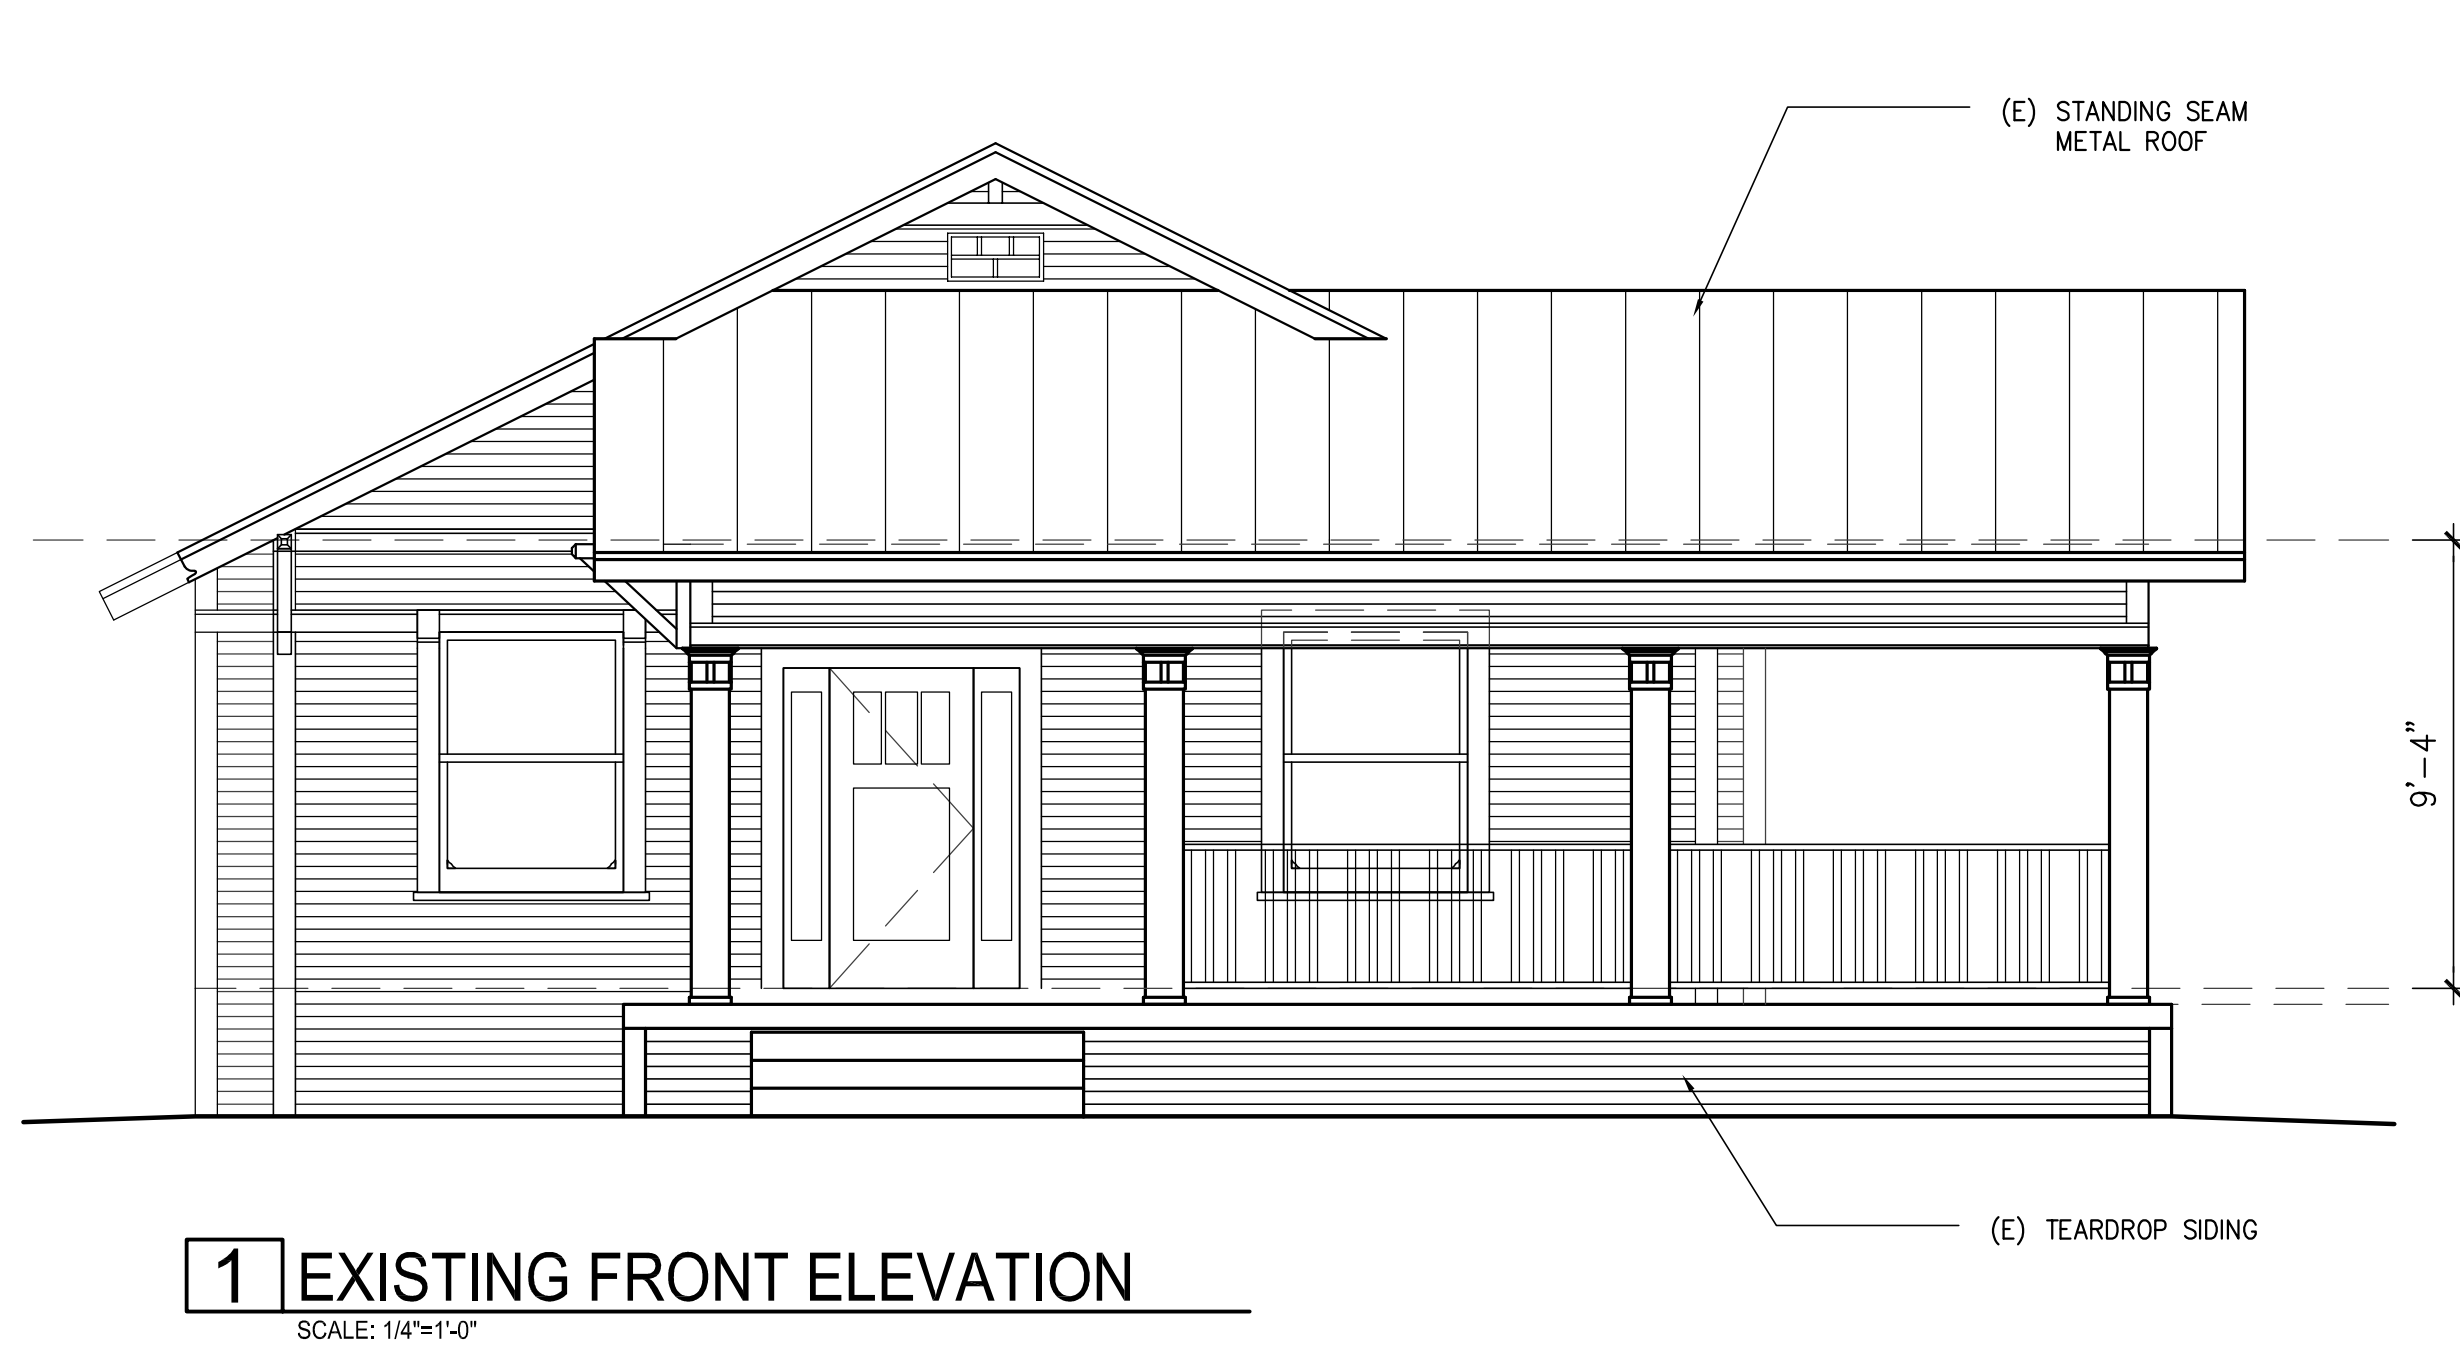 (E) STANDING SEAM
METAL ROOF
9'-4"
(E) TEARDROP SIDING
1 EXISTING FRONT ELEVATION
SCALE: 1/4"=1'-0"